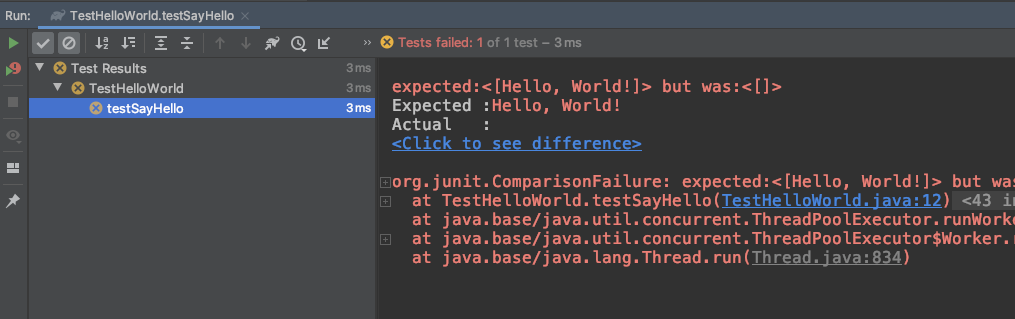 Run: TestHelloWorld.testSayHello
Tests failed: 1 of 1 test – 3 ms
Test Results 3 ms
TestHelloWorld 3 ms
testSayHello 3 ms
expected:<[Hello, World!]> but was:<[]>
Expected :Hello, World!
Actual :
<Click to see difference>
org.junit.ComparisonFailure: expected:<[Hello, World!]> but
at TestHelloWorld.testSayHello(TestHelloWorld.java:12) <43
at java.base/java.util.concurrent.ThreadPoolExecutor.
at java.base/java.util.concurrent.ThreadPoolExecutor$Worker.
at java.base/java.lang.Thread.run(Thread.java:834)